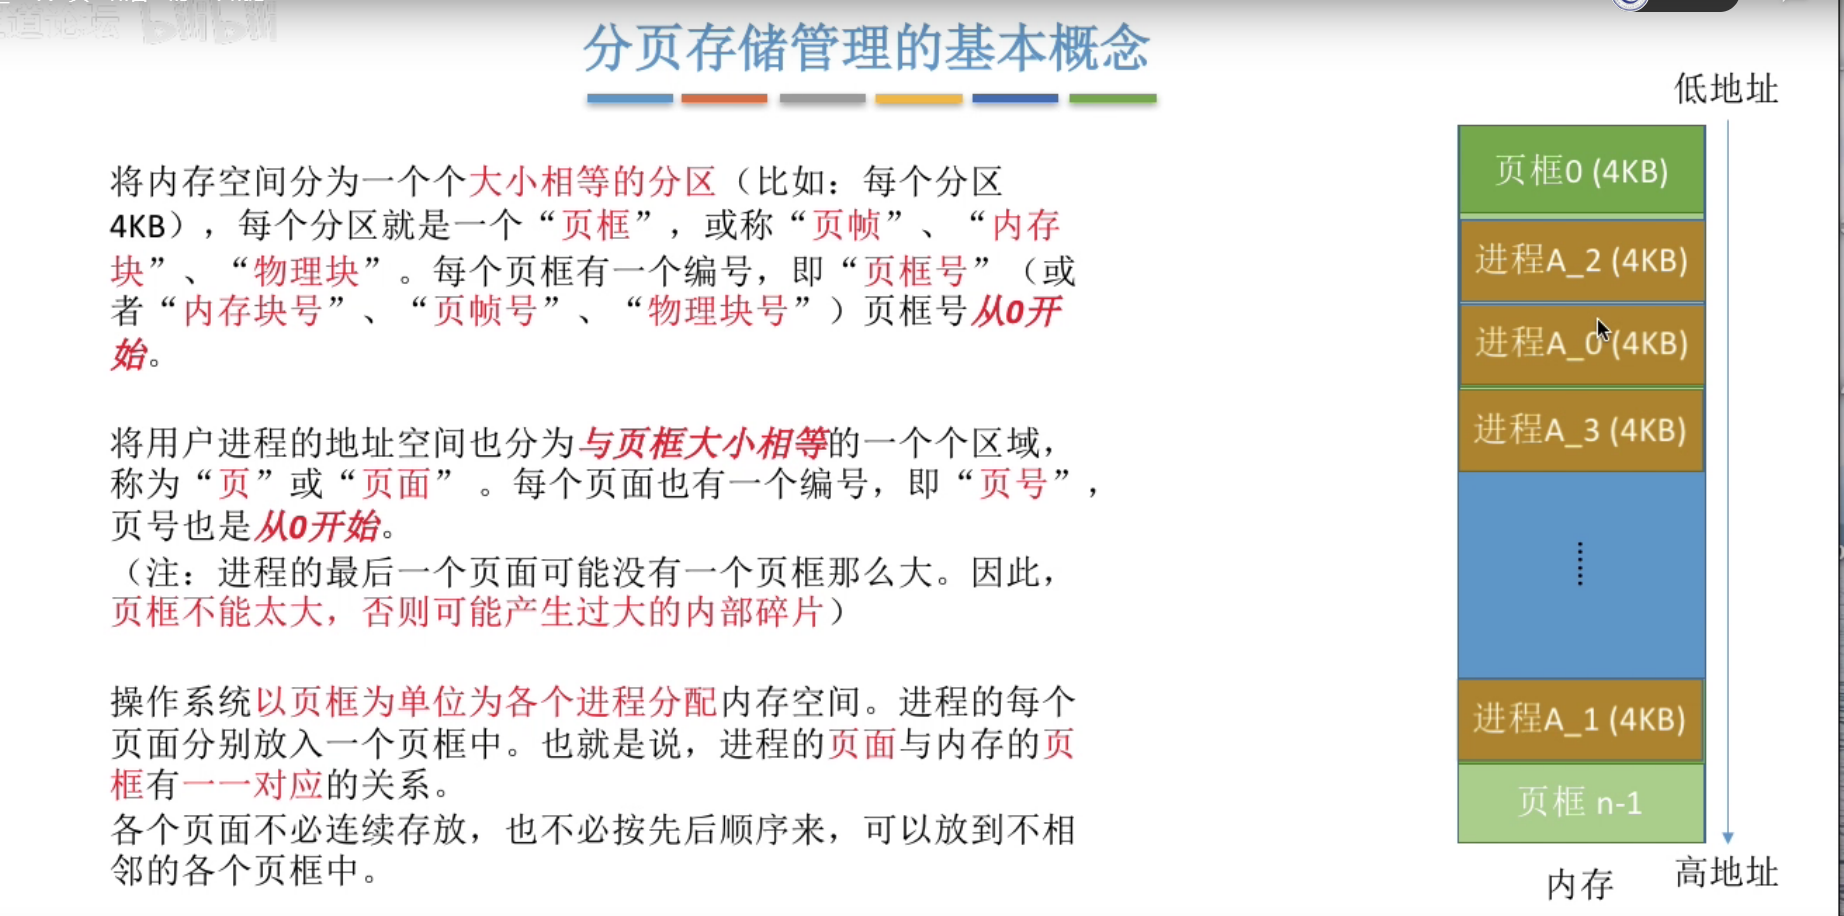 分页存储管理的基本概念
低地址
将内存空间分为一个个大小相等的分区（比如：每个分区
4KB），每个分区就是一个“页框”，或称“页帧”、“内存
块”、“物理块”。每个页框有一个编号，即“页框号”（或
者“内存块号”、“页帧号”、“物理块号”）页框号从0开
始。
将用户进程的地址空间也分为与页框大小相等的一个个区域，
称为“页”或“页面” 。每个页面也有一个编号，即“页号”，
页号也是从0开始。
（注：进程的最后一个页面可能没有一个页框那么大。因此，
页框不能太大，否则可能产生过大的内部碎片）
操作系统以页框为单位为各个进程分配内存空间。进程的每个
页面分别放入一个页框中。也就是说，进程的页面与内存的页
框有一一对应的关系。
各个页面不必连续存放，也不必按先后顺序来，可以放到不相
邻的各个页框中。
页框0 (4KB)
进程A_2 (4KB)
进程A_0 (4KB)
进程A_3 (4KB)
......
进程A_1 (4KB)
页框 n-1
内存
高地址